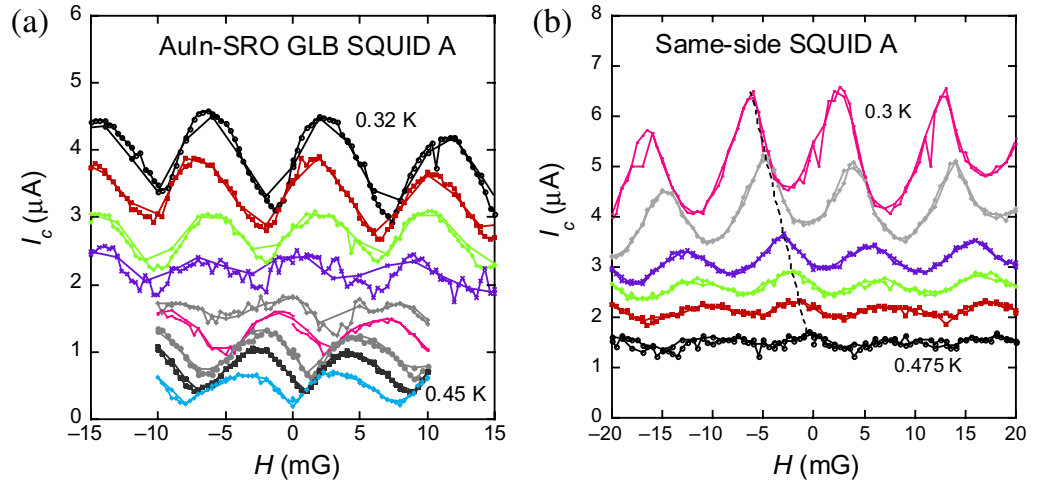 (a)
AuIn-SRO GLB SQUID A
6
5
4
3
2
1
0
I_c (μA)
0.32 K
0.45 K
–15 –10 –5 0 5 10 15
H (mG)
(b)
Same-side SQUID A
8
7
6
5
4
3
2
1
0
I_c (μA)
0.3 K
0.475 K
–20 –15 –10 –5 0 5 10 15 20
H (mG)